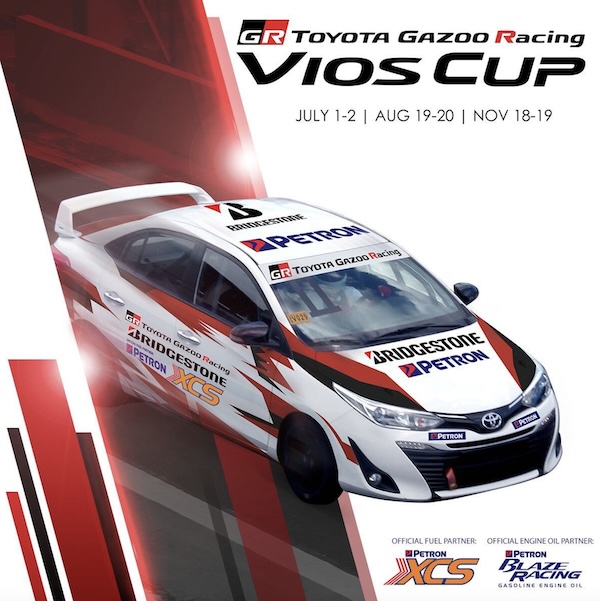 GR TOYOTA GAZOO Racing
VIOS CUP
JULY 1-2 | AUG 19-20 | NOV 18-19
B
BRIDGESTONE
PETRON
GR TOYOTA GAZOO Racing
GR TOYOTA GAZOO Racing
BRIDGESTONE
PETRON
XCS
BRIDGESTONE
PETRON
TOYOTA
PETRON
PETRON
OFFICIAL FUEL PARTNER:
PETRON
XCS
OFFICIAL ENGINE OIL PARTNER:
PETRON
BLAZE
RACING
GASOLINE ENGINE OIL